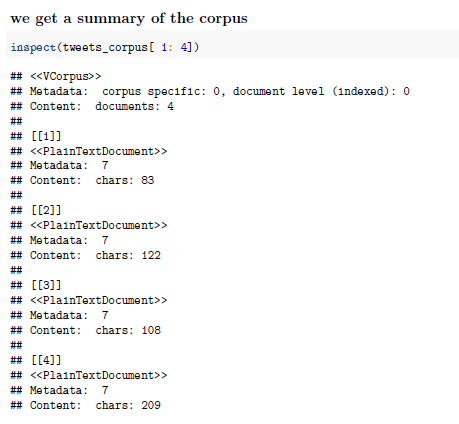 we get a summary of the corpus
inspect(tweets_corpus[ 1: 4])
## <<VCorpus>>
## Metadata:  corpus specific: 0, document level (indexed): 0
## Content:  documents: 4
##
## [[1]]
## <<PlainTextDocument>>
## Metadata:  7
## Content:  chars: 83
##
## [[2]]
## <<PlainTextDocument>>
## Metadata:  7
## Content:  chars: 122
##
## [[3]]
## <<PlainTextDocument>>
## Metadata:  7
## Content:  chars: 108
##
## [[4]]
## <<PlainTextDocument>>
## Metadata:  7
## Content:  chars: 209